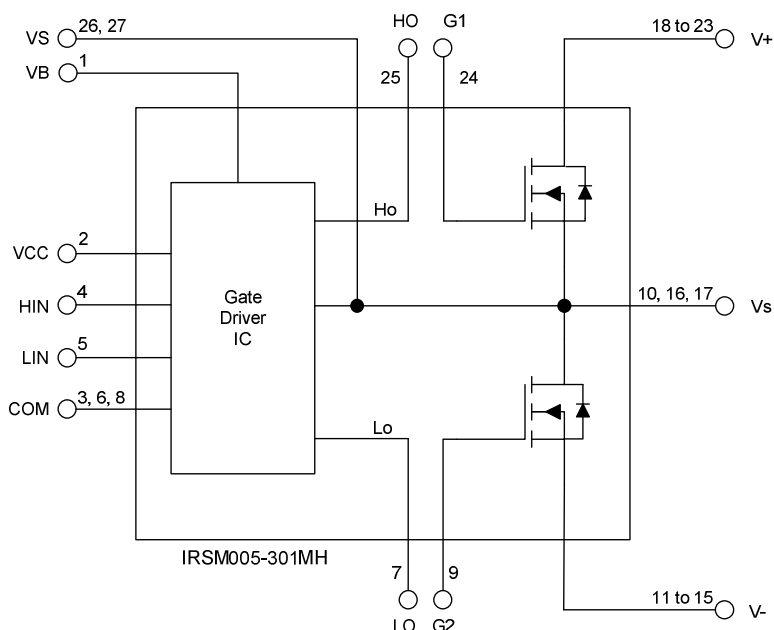 VS
26, 27
HO
G1
18 to 23
V+
VB
1
25
24
Ho
VCC
2
HIN
4
Gate
Driver
IC
10, 16, 17
Vs
LIN
5
COM
3, 6, 8
Lo
IRSM005-301MH
7
9
11 to 15
V-
LO
G2